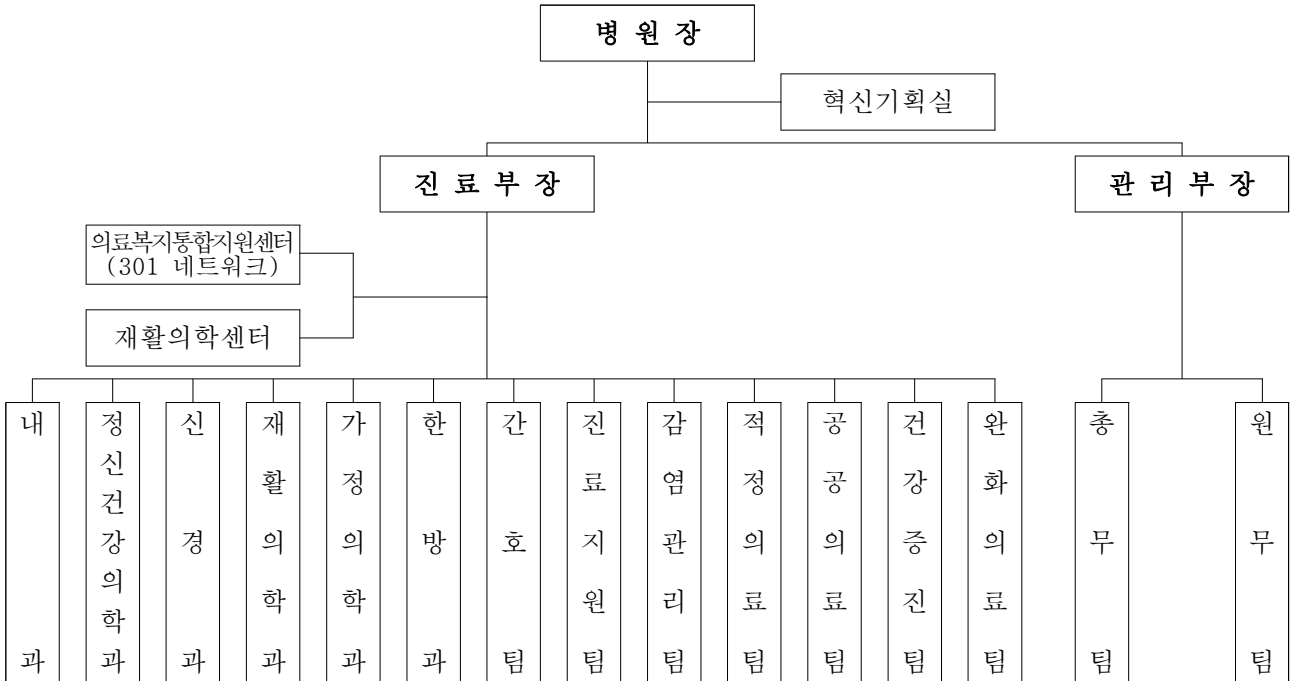 병 원 장
혁신기획실
진 료 부 장
관 리 부 장
의료복지통합지원센터
(301 네트워크)
재활의학센터
내과
정신건강의학과
신경과
재활의학과
가정의학과
한방과
간호팀
진료지원팀
감염관리팀
적정의료팀
공공의료팀
건강증진팀
완화의료팀
총무팀
원무팀